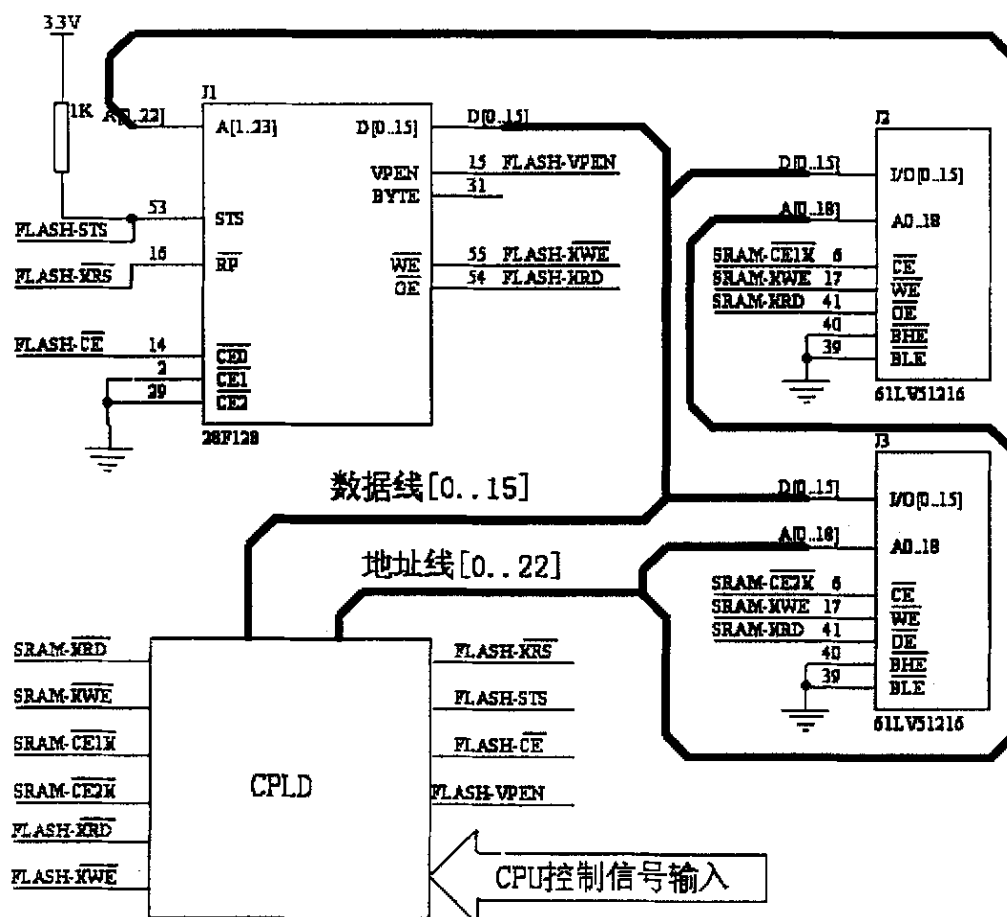 3.3V
1K
A[0..22]
J1
A[1..23]
D[0..15]
D[0..15]
VPEN
15
FLASH-VPEN
BYTE
31
53
STS
FLASH-STS
16
RP
FLASH-XRS
WE
55
FLASH-XWE
OE
54
FLASH-XRD
FLASH-CE
14
CE0
2
CE1
29
CE2
28F128
J2
D[0..15]
I/O[0..15]
A[0..18]
A0..18
SRAM-CE1X
6
CE
SRAM-XWE
17
WE
SRAM-XRD
41
OE
40
BHE
39
BLE
61LV51216
J3
D[0..15]
I/O[0..15]
A[0..18]
A0..18
SRAM-CE2X
6
CE
SRAM-XWE
17
WE
SRAM-XRD
41
OE
40
BHE
39
BLE
61LV51216
数据线[0..15]
地址线[0..22]
SRAM-XRD
SRAM-XWE
SRAM-CE1X
SRAM-CE2X
FLASH-XRD
FLASH-XWE
CPLD
FLASH-XRS
FLASH-STS
FLASH-CE
FLASH-VPEN
CPU控制信号输入